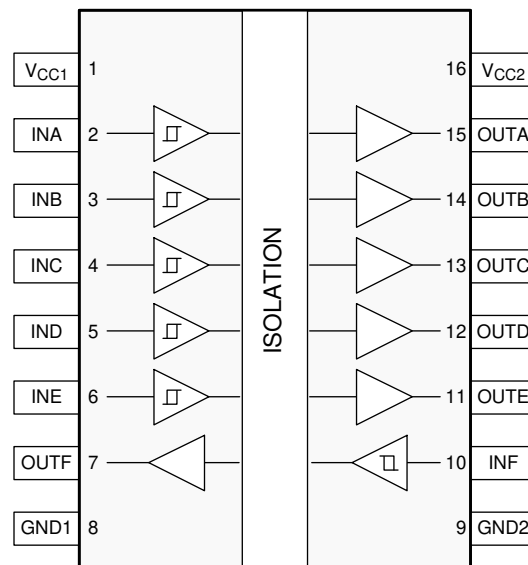 VCC1 1 16 VCC2
INA 2 15 OUTA
INB 3 14 OUTB
INC 4 13 OUTC
IND 5 12 OUTD
INE 6 11 OUTE
OUTF 7 10 INF
GND1 8 9 GND2
ISOLATION